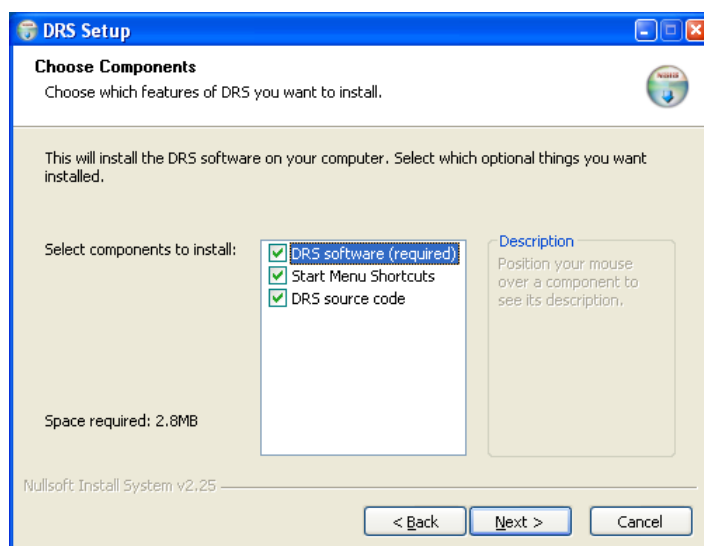 DRS Setup
Choose Components
Choose which features of DRS you want to install.
This will install the DRS software on your computer. Select which optional things you want
installed.
Select components to install:
DRS software (required)
Start Menu Shortcuts
DRS source code
Description
Position your mouse
over a component to
see its description.
Space required: 2.8MB
Nullsoft Install System v2.25
< Back
Next >
Cancel